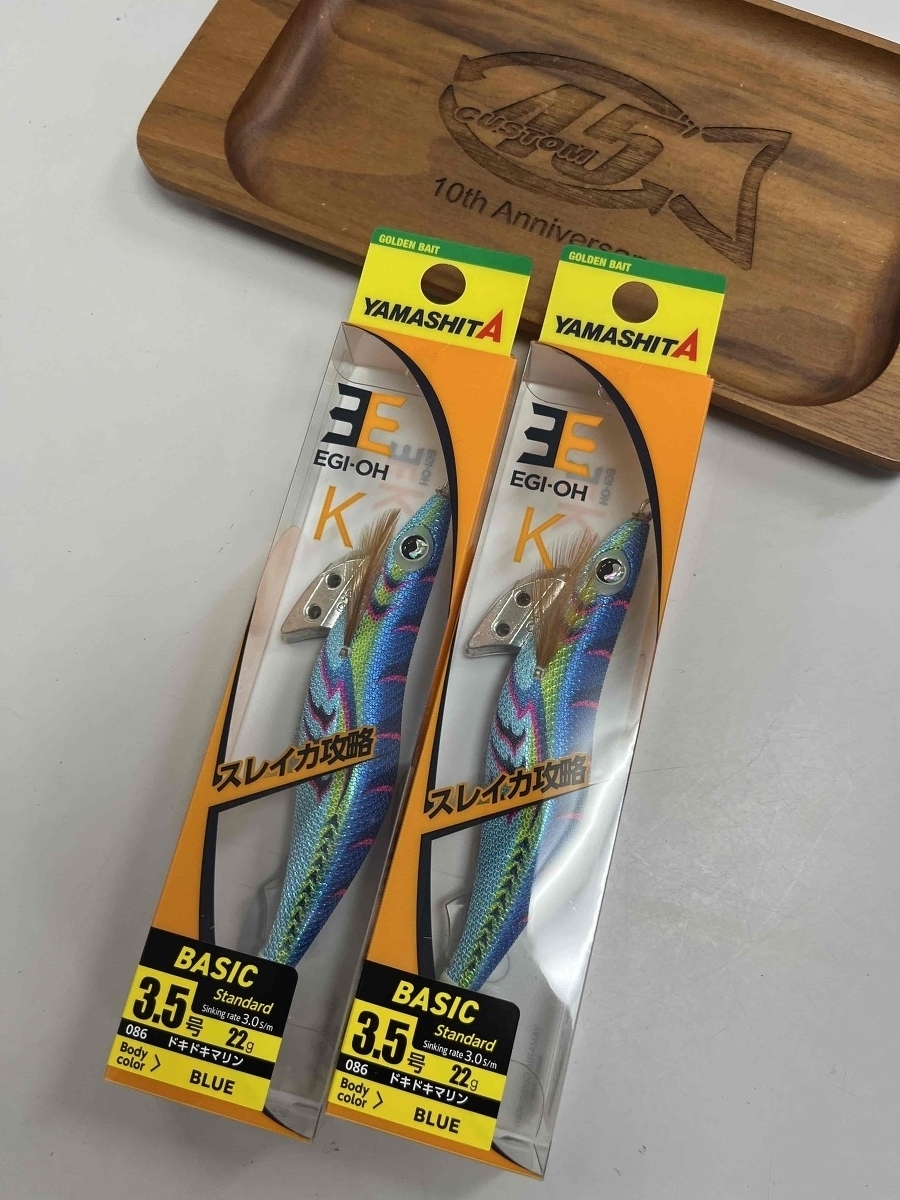 45
CUSTOM
10th Anniversa
GOLDEN BAIT
YAMASHITA
EGI-OH
K
スレイカ攻略
BASIC
Standard
3.5号
Sinking rate 3.0s/m
22g
086 ドキドキマリン
Body color > BLUE
GOLDEN BAIT
YAMASHITA
EGI-OH
K
スレイカ攻略
BASIC
Standard
3.5号
Sinking rate 3.0s/m
22g
086 ドキドキマリン
Body color > BLUE